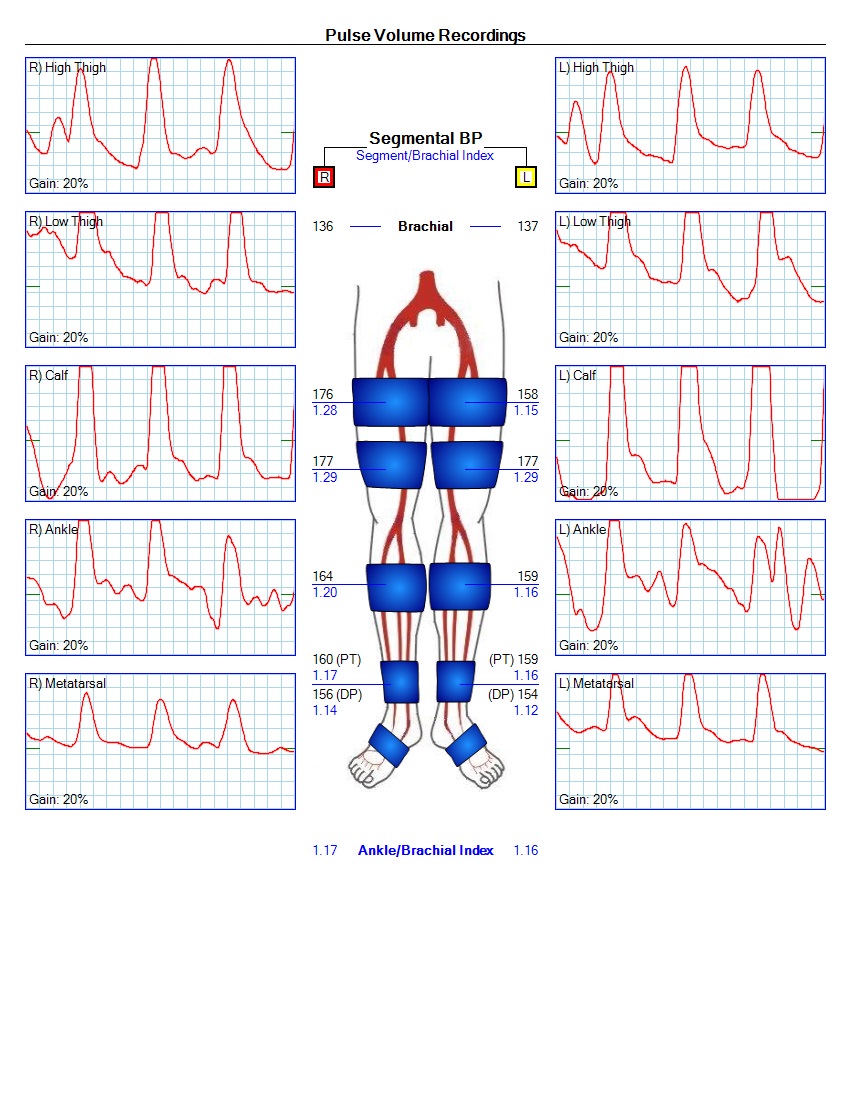 Pulse Volume Recordings
R) High Thigh
Gain: 20%
R) Low Thigh
Gain: 20%
R) Calf
Gain: 20%
R) Ankle
Gain: 20%
R) Metatarsal
Gain: 20%
Segmental BP
Segment/Brachial Index
R
L
136 Brachial 137
176
1.28
158
1.15
177
1.29
177
1.29
164
1.20
159
1.16
160 (PT)
1.17
156 (DP)
1.14
(PT) 159
1.16
(DP) 154
1.12
1.17 Ankle/Brachial Index 1.16
L) High Thigh
Gain: 20%
L) Low Thigh
Gain: 20%
L) Calf
Gain: 20%
L) Ankle
Gain: 20%
L) Metatarsal
Gain: 20%